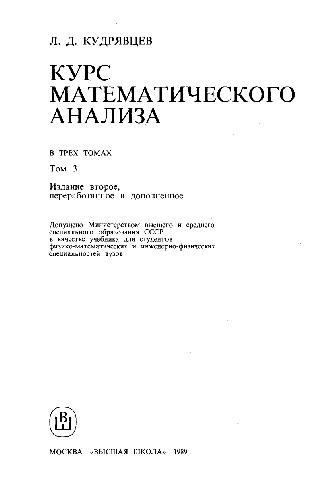 Л. Д. КУДРЯВЦЕВ
КУРС
МАТЕМАТИЧЕСКОГО
АНАЛИЗА
В ТРЕХ ТОМАХ
Том 3
Издание второе,
переработанное и дополненное
Допущено Министерством высшего и среднего
специального образования СССР
в качестве учебника для студентов
физико-математических и инженерно-физических
специальностей вузов
ВШ
МОСКВА «ВЫСШАЯ ШКОЛА» 1989